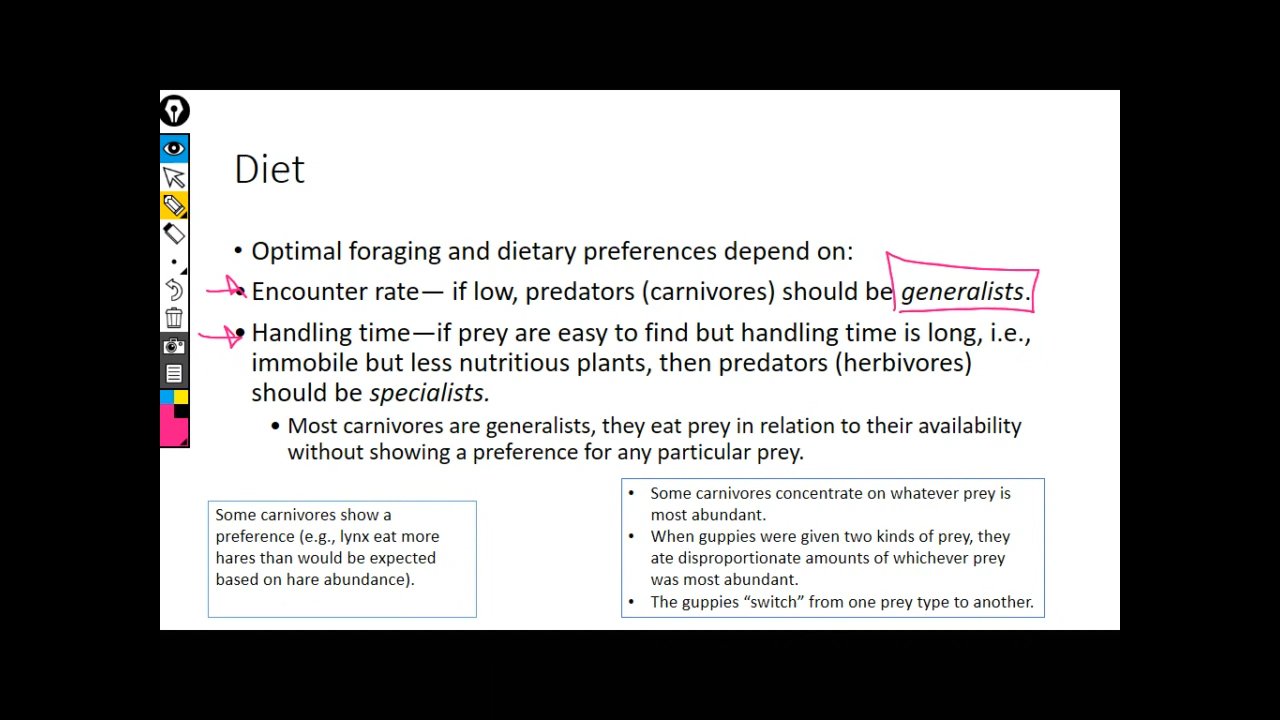 Diet
• Optimal foraging and dietary preferences depend on:
• Encounter rate— if low, predators (carnivores) should be generalists.
• Handling time—if prey are easy to find but handling time is long, i.e.,
immobile but less nutritious plants, then predators (herbivores)
should be specialists.
• Most carnivores are generalists, they eat prey in relation to their availability
without showing a preference for any particular prey.
Some carnivores show a
preference (e.g., lynx eat more
hares than would be expected
based on hare abundance).
• Some carnivores concentrate on whatever prey is
most abundant.
• When guppies were given two kinds of prey, they
ate disproportionate amounts of whichever prey
was most abundant.
• The guppies “switch” from one prey type to another.